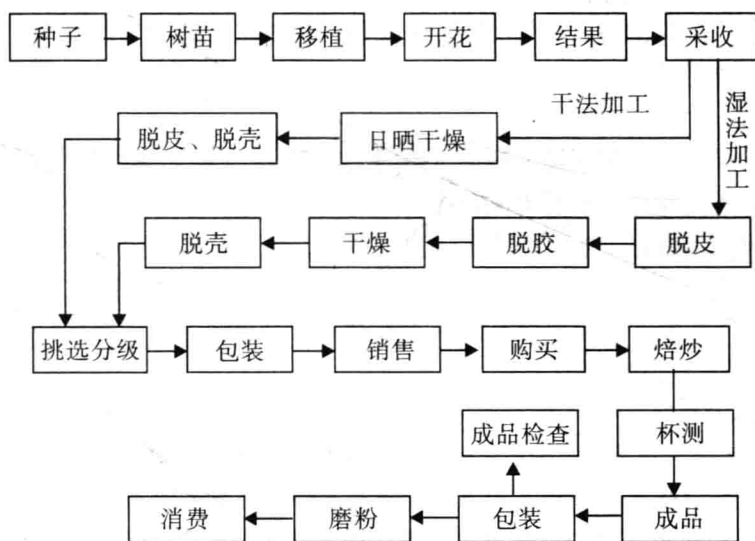 种子 树苗 移植 开花 结果 采收
干法加工
湿法加工
脱皮、脱壳 日晒干燥
脱壳 干燥 脱胶 脱皮
挑选分级 包装 销售 购买 焙炒
成品检查 杯测
消费 磨粉 包装 成品